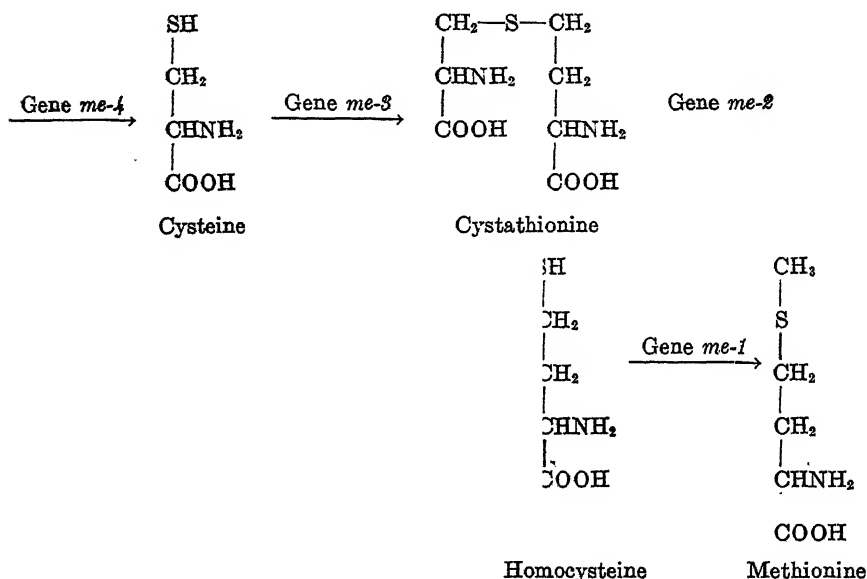 SH CH₂—S—CH₂
CH₂ CHNH₂ CH₂
Gene me-4 CHNH₂ Gene me-3 COOH CHNH₂ Gene me-2
COOH COOH
Cysteine Cystathionine
H CH₃
CH₂ S
CH₂ Gene me-1 CH₂
CHNH₂ CH₂
COOH CHNH₂
COOH
Homocysteine Methionine